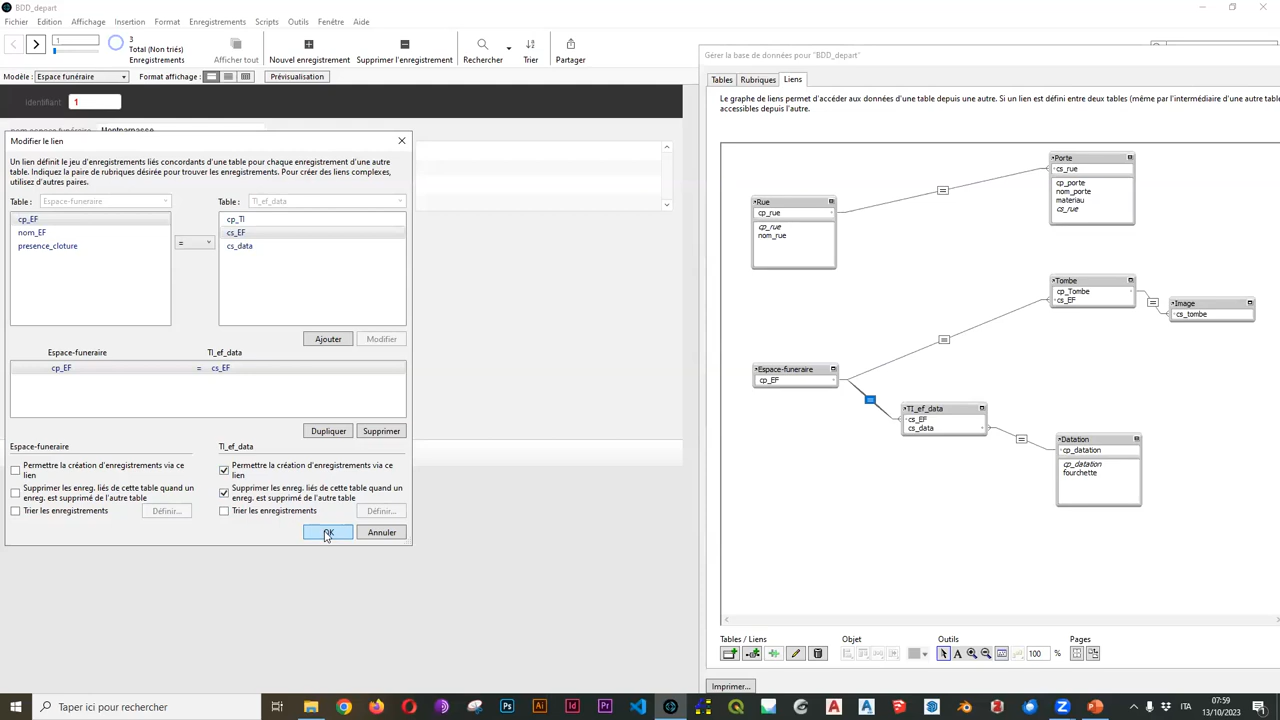 BDD_depart
Fichier Edition Affichage Insertion Format Enregistrements Scripts Outils Fenêtre Aide
1
3
Total (Non triés)
Enregistrements
Afficher tout
Nouvel enregistrement
Supprimer l'enregistrement
Rechercher
Trier
Partager
Modèle : Espace funéraire
Format affichage :
Prévisualisation
Identifiant 1
Montparnasse
Modifier le lien
Un lien définit le jeu d'enregistrements liés concordants d'une table pour chaque enregistrement d'une autre
table. Indiquez la paire de rubriques désirée pour trouver les enregistrements. Pour créer des liens complexes,
utilisez d'autres paires.
Table : Espace-funeraire
Table : TI_ef_data
cp_EF
nom_EF
presence_cloture
=
cp_TI
cs_EF
cs_data
Ajouter
Modifier
Espace-funeraire
TI_ef_data
cp_EF = cs_EF
Dupliquer
Supprimer
Espace-funeraire
Permettre la création d'enregistrements via ce
lien
Supprimer les enreg. liés de cette table quand un
enreg. est supprimé de l'autre table
Trier les enregistrements
Définir...
TI_ef_data
Permettre la création d'enregistrements via ce
lien
Supprimer les enreg. liés de cette table quand un
enreg. est supprimé de l'autre table
Trier les enregistrements
Définir...
OK
Annuler
Gérer la base de données pour "BDD_depart"
Tables Rubriques Liens
Le graphe de liens permet d'accéder aux données d'une table depuis une autre. Si un lien est défini entre deux tables (même par l'intermédiaire d'une autre table
accessibles depuis l'autre.
Rue
cp_rue
cp_rue
nom_rue
Porte
cs_rue
cp_porte
nom_porte
materiau
cs_rue
Tombe
cp_Tombe
cs_EF
Image
cs_tombe
Espace-funeraire
cp_EF
TI_ef_data
cs_EF
cs_data
Datation
cp_datation
cp_datation
fourchette
Tables / Liens
Objet
Outils
Pages
100 %
Imprimer...
Taper ici pour rechercher
ITA
07:59
13/10/2023